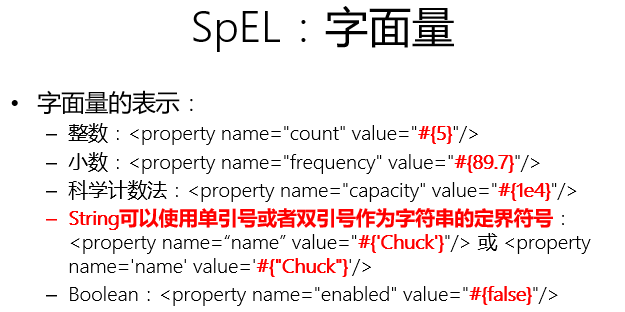 SpEL：字面量
• 字面量的表示：
– 整数：<property name="count" value="#{5}"/>
– 小数：<property name="frequency" value="#{89.7}"/>
– 科学计数法：<property name="capacity" value="#{1e4}"/>
– String可以使用单引号或者双引号作为字符串的定界符号：
<property name=“name” value="#{'Chuck'}"/> 或 <property
name='name' value='#{"Chuck"}'/>
– Boolean：<property name="enabled" value="#{false}"/>